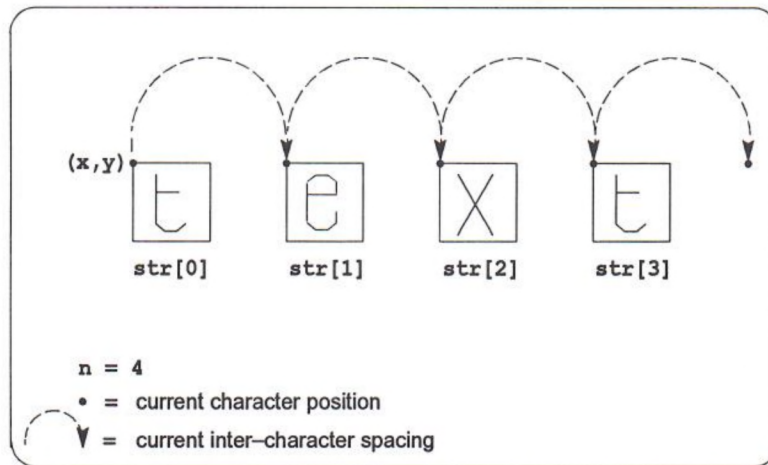 (x,y)
t e x t
str[0] str[1] str[2] str[3]
n = 4
• = current character position
= current inter–character spacing